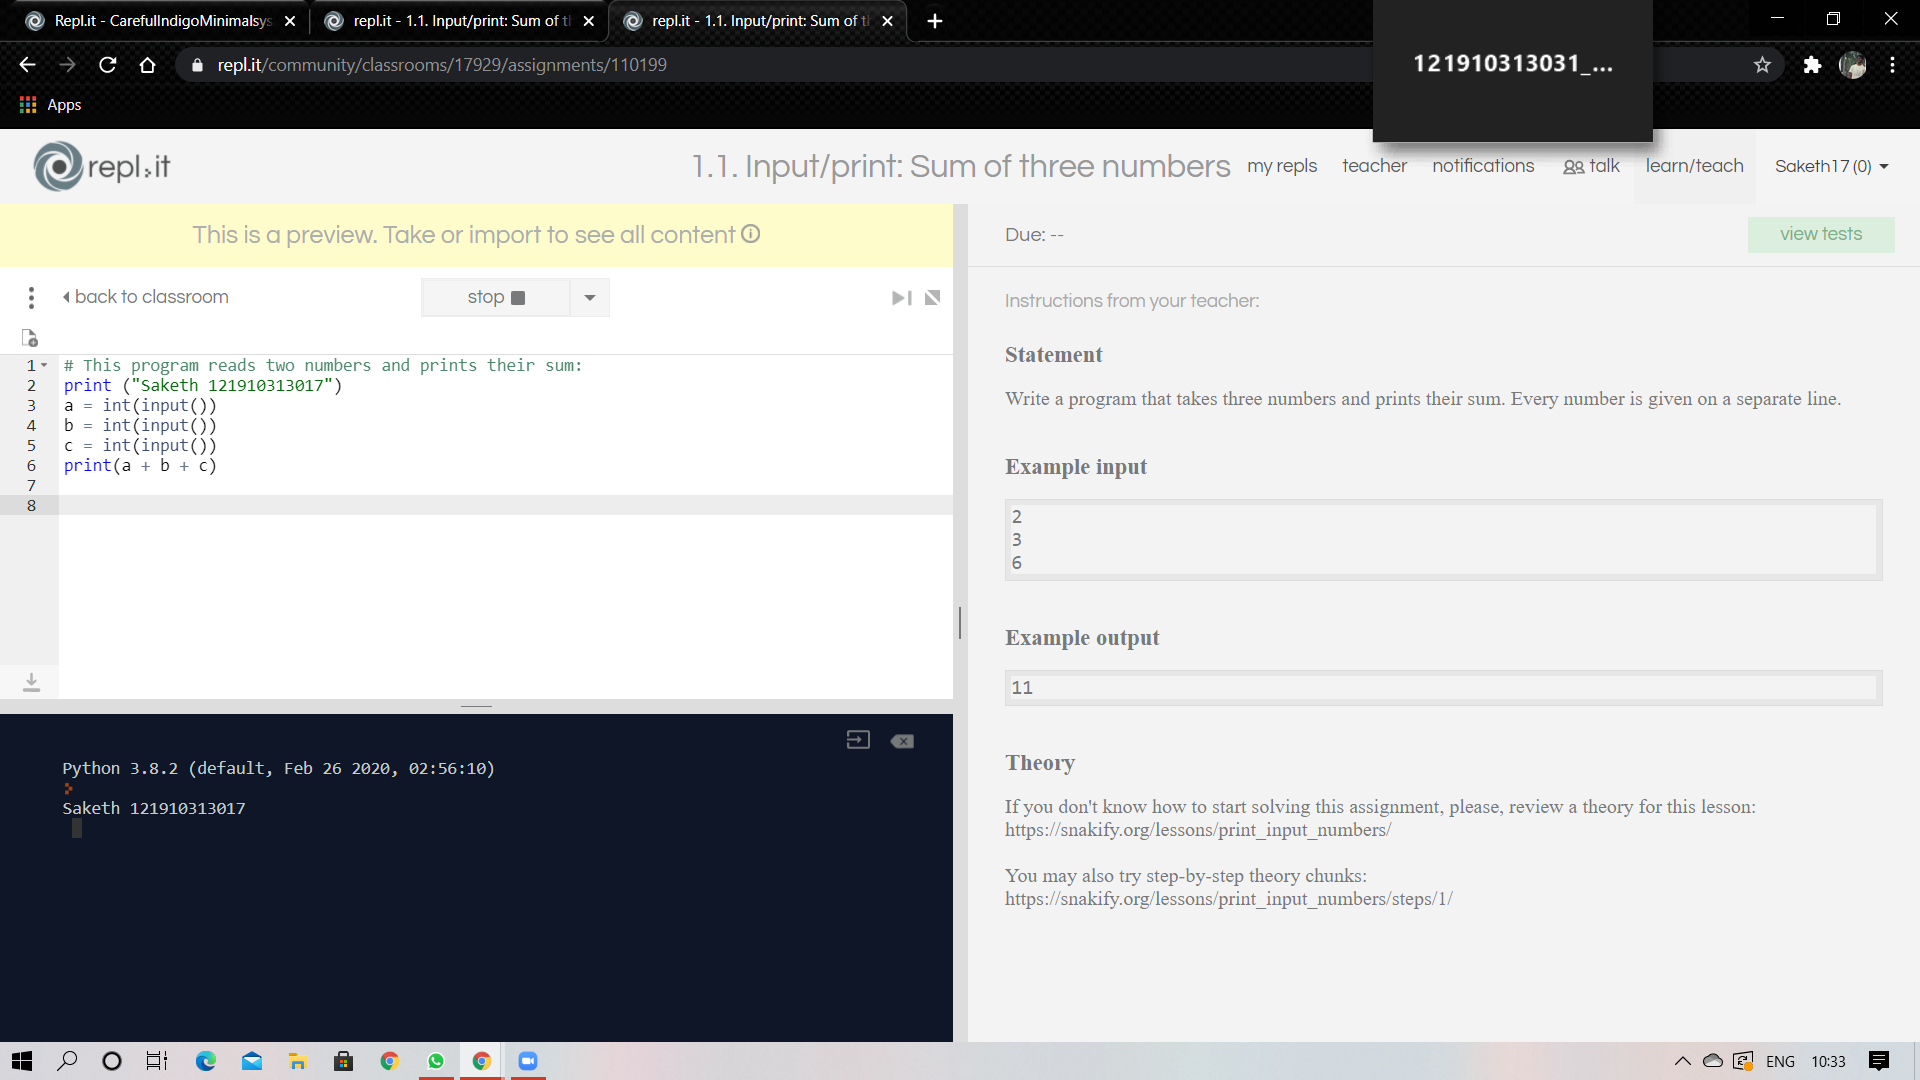 Repl.it - CarefulIndigoMinimalsys
repl.it - 1.1. Input/print: Sum of t
repl.it - 1.1. Input/print: Sum of t
repl.it/community/classrooms/17929/assignments/110199
121910313031_...
Apps
repl.it
1.1. Input/print: Sum of three numbers
my repls
teacher
notifications
talk
learn/teach
Saketh17 (0)
This is a preview. Take or import to see all content
Due: --
view tests
back to classroom
stop
Instructions from your teacher:
1 # This program reads two numbers and prints their sum:
2 print ("Saketh 121910313017")
3 a = int(input())
4 b = int(input())
5 c = int(input())
6 print(a + b + c)
7
8
Statement
Write a program that takes three numbers and prints their sum. Every number is given on a separate line.
Example input
2
3
6
Example output
11
Theory
If you don't know how to start solving this assignment, please, review a theory for this lesson:
https://snakify.org/lessons/print_input_numbers/
You may also try step-by-step theory chunks:
https://snakify.org/lessons/print_input_numbers/steps/1/
Python 3.8.2 (default, Feb 26 2020, 02:56:10)
Saketh 121910313017
ENG
10:33